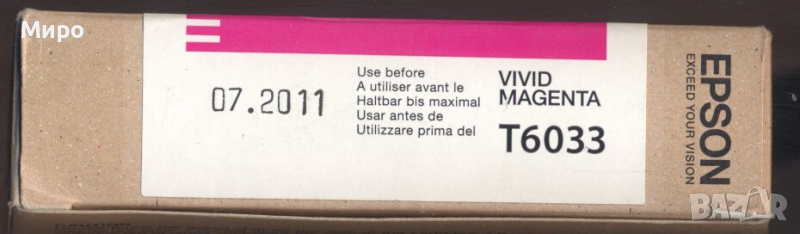 Миро
07.2011
Use before
A utiliser avant le
Haltbar bis maximal
Usar antes de
Utilizzare prima del
VIVID
MAGENTA
T6033
EPSON
EXCEED YOUR VISION
BAZAR